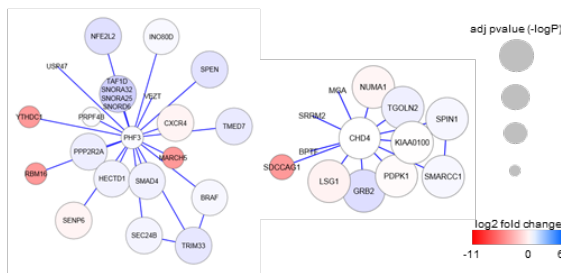 NFE2L2
INO80D
USP47
SPEN
TAF1D
SNORA32
SNORA25
SNORD6
VEZT
YTHDC1
PRPF4B
CXCR4
TMED7
PHF3
PPP2R2A
MARCH5
RBM16
HECTD1
SMAD4
BRAF
SENP6
SEC24B
TRIM33
MGA
NUMA1
TGOLN2
SRRM2
SPIN1
CHD4
KIAA0100
BPTF
SDCCAG1
LSG1
PDPK1
SMARCC1
GRB2
adj pvalue (-logP)
log2 fold change
-11 0 6